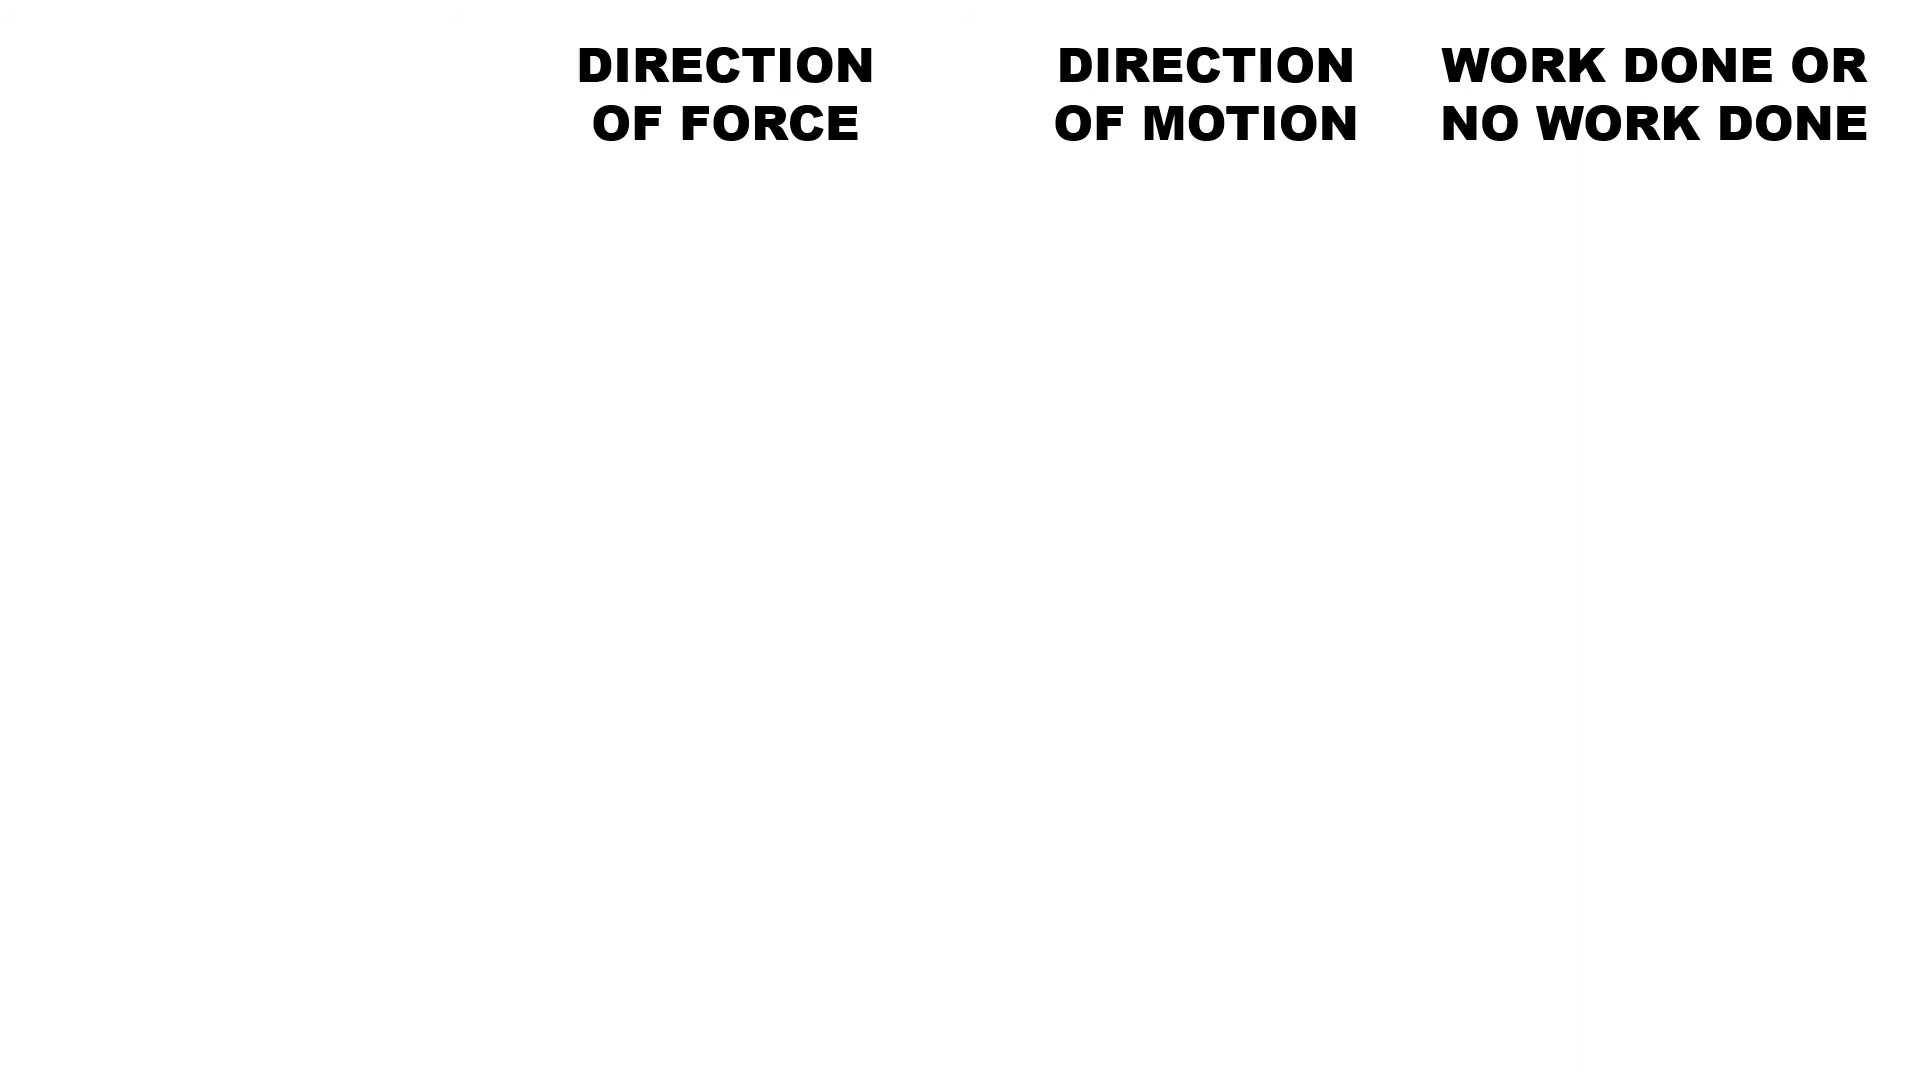 DIRECTION
OF FORCE
DIRECTION
OF MOTION
WORK DONE OR
NO WORK DONE